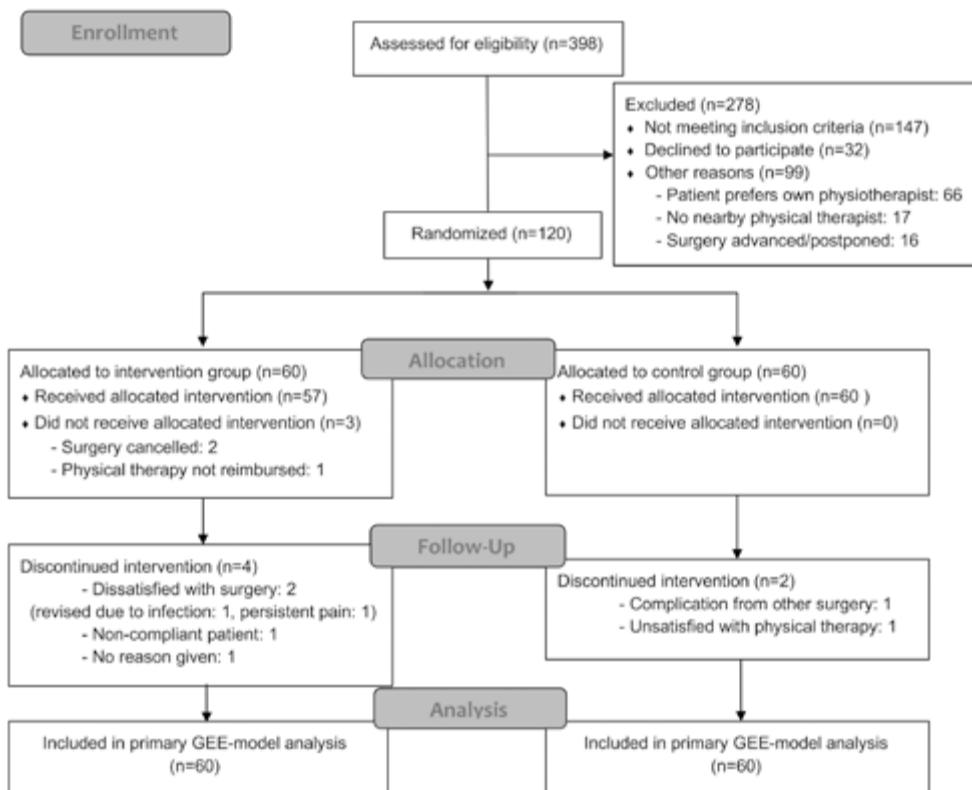 Enrollment
Assessed for eligibility (n=398)
Excluded (n=278)
♦ Not meeting inclusion criteria (n=147)
♦ Declined to participate (n=32)
♦ Other reasons (n=99)
- Patient prefers own physiotherapist: 66
- No nearby physical therapist: 17
- Surgery advanced/postponed: 16
Randomized (n=120)
Allocation
Allocated to intervention group (n=60)
♦ Received allocated intervention (n=57)
♦ Did not receive allocated intervention (n=3)
- Surgery cancelled: 2
- Physical therapy not reimbursed: 1
Allocated to control group (n=60)
♦ Received allocated intervention (n=60 )
♦ Did not receive allocated intervention (n=0)
Follow-Up
Discontinued intervention (n=4)
- Dissatisfied with surgery: 2
(revised due to infection: 1, persistent pain: 1)
- Non-compliant patient: 1
- No reason given: 1
Discontinued intervention (n=2)
- Complication from other surgery: 1
- Unsatisfied with physical therapy: 1
Analysis
Included in primary GEE-model analysis
(n=60)
Included in primary GEE-model analysis
(n=60)